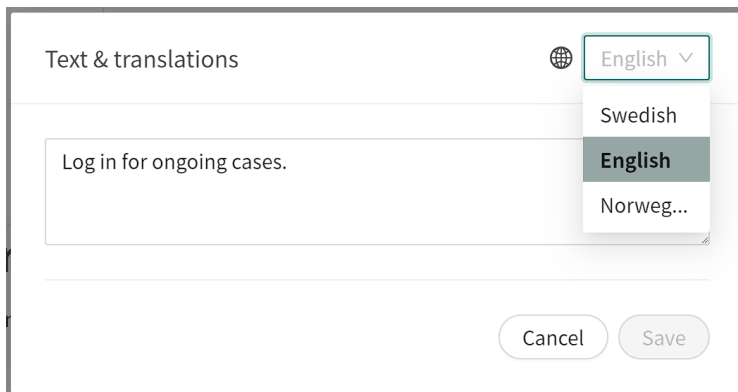 Text & translations
English
Swedish
English
Norweg...
Log in for ongoing cases.
Cancel
Save